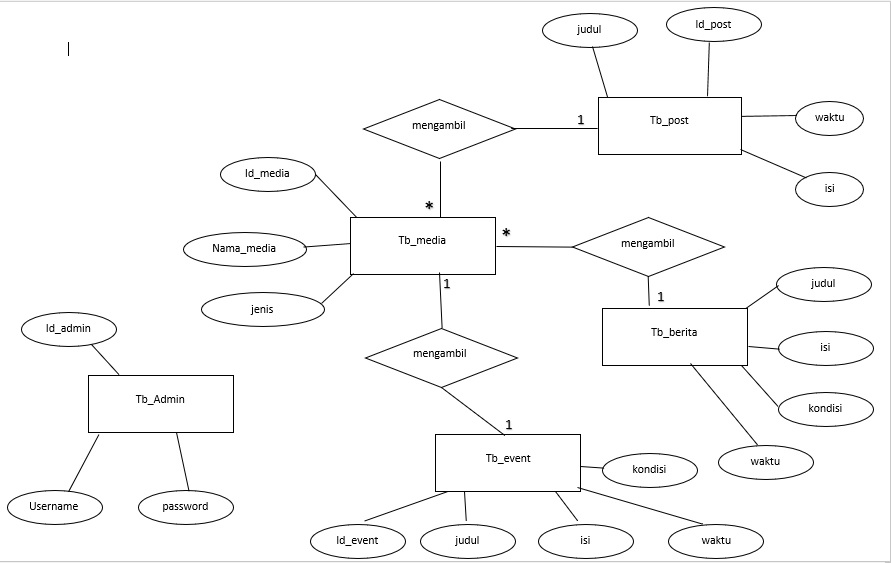 judul
Id_post
mengambil
1
Tb_post
waktu
isi
Id_media
*
Nama_media
Tb_media
*
mengambil
jenis
1
1
judul
Id_admin
mengambil
Tb_berita
isi
Tb_Admin
kondisi
1
Tb_event
kondisi
waktu
Username
password
Id_event
judul
isi
waktu